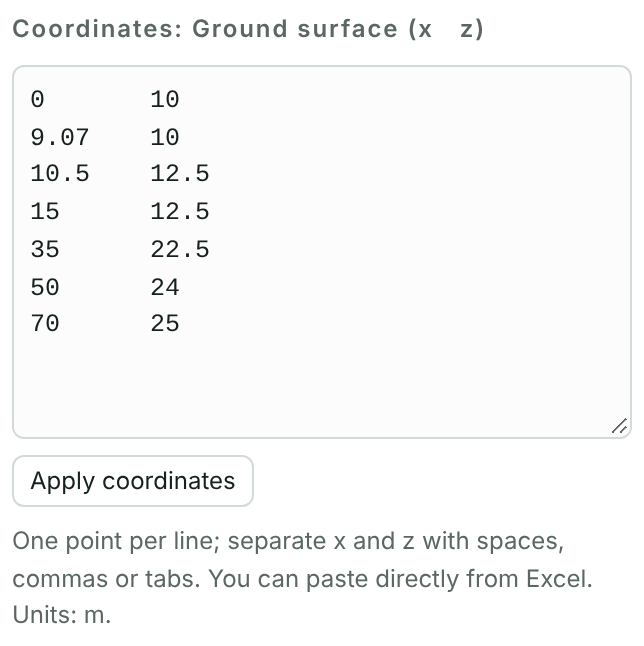 Coordinates: Ground surface (x   z)
0	10
9.07	10
10.5	12.5
15	12.5
35	22.5
50	24
70	25
Apply coordinates
One point per line; separate x and z with spaces,
commas or tabs. You can paste directly from Excel.
Units: m.